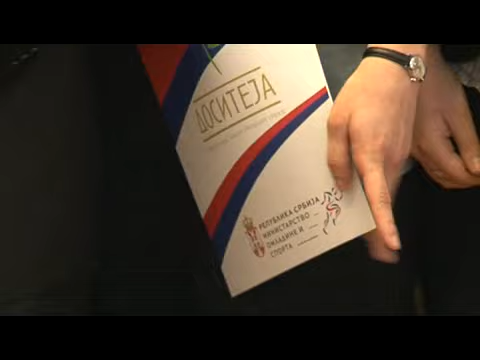 ДОСИТЕЈА
РЕПУБЛИКА СРБИЈА
МИНИСТАРСТВО
ОМЛАДИНЕ И
СПОРТА